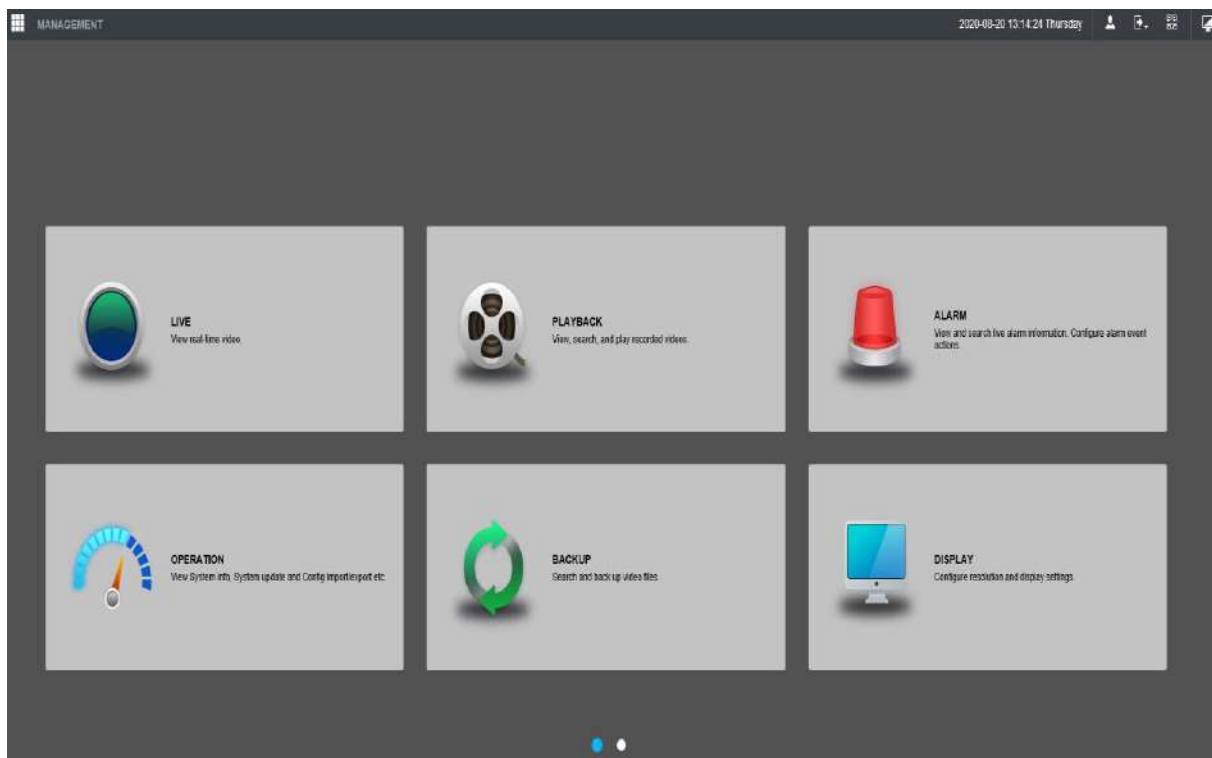 MANAGEMENT
2020-08-20 13:14:24 Thursday
LIVE
View real-time video.
PLAYBACK
View, search, and play recorded videos.
ALARM
View and search live alarm information. Configure alarm event
actions.
OPERATION
View System info, System update and Config import/export etc.
BACKUP
Search and back up video files.
DISPLAY
Configure resolution and display settings.